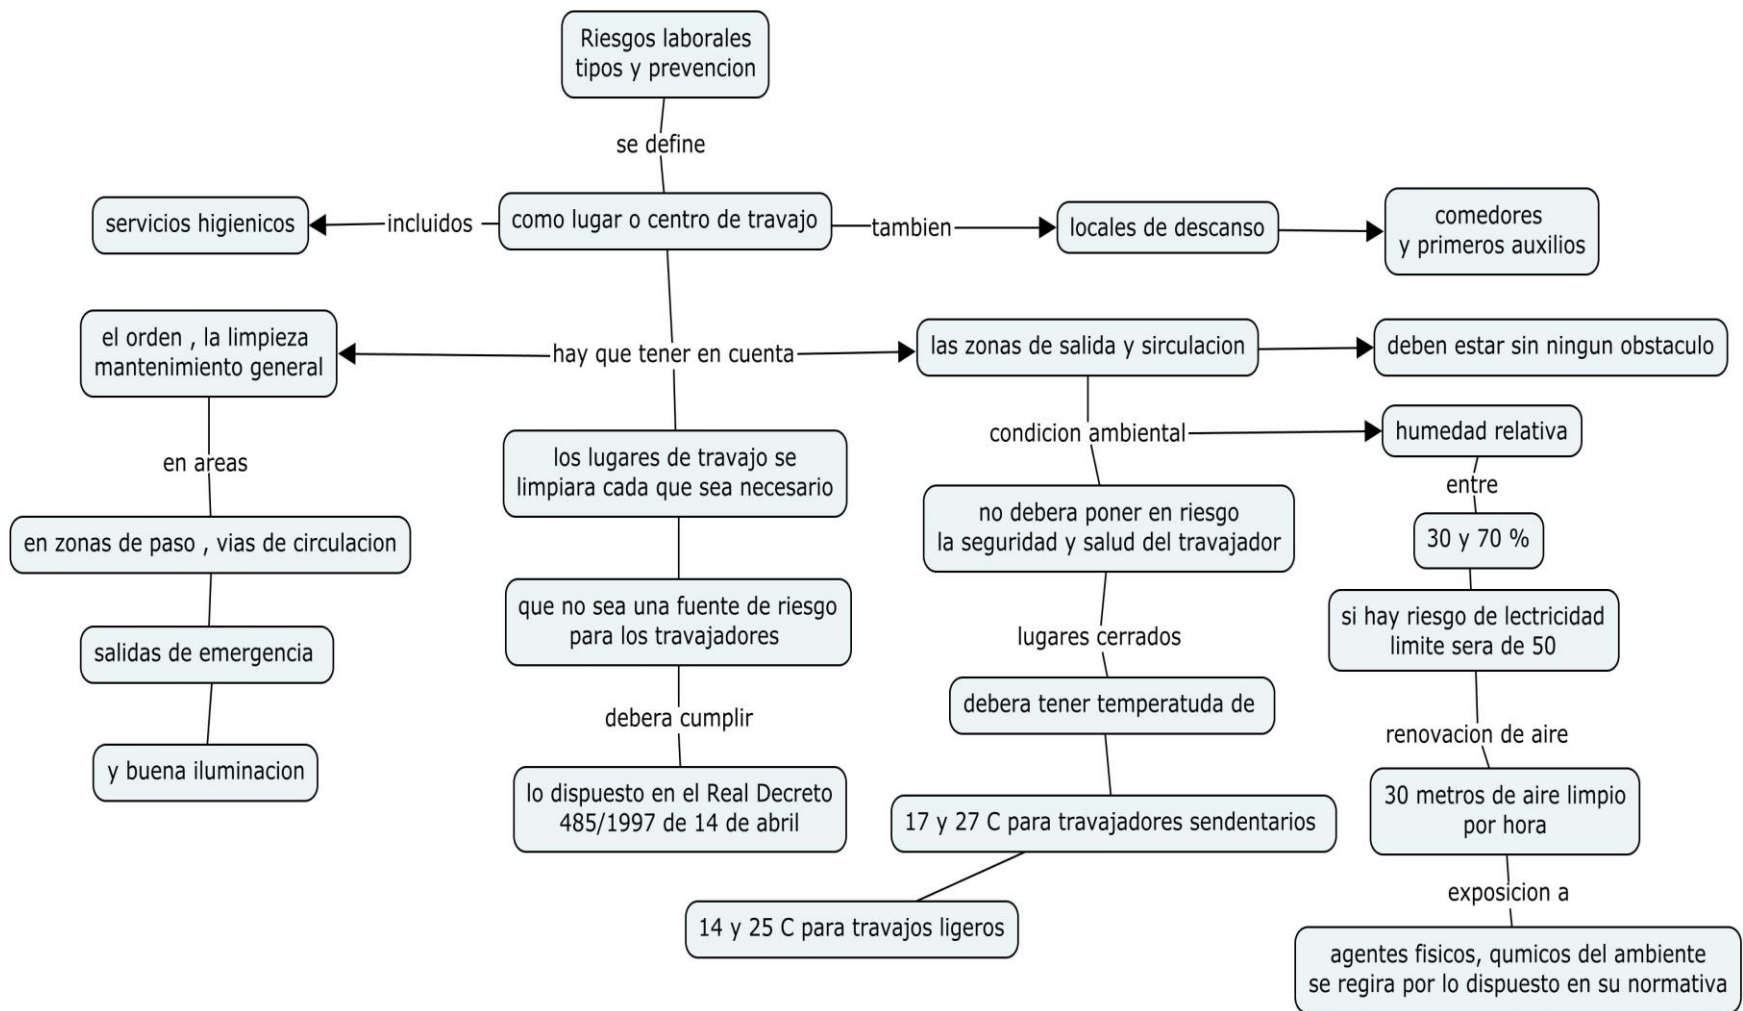 Riesgos laborales
tipos y prevencion
se define
servicios higienicos
incluidos
como lugar o centro de travajo
tambien
locales de descanso
comedores
y primeros auxilios
el orden , la limpieza
mantenimiento general
hay que tener en cuenta
las zonas de salida y sirculacion
deben estar sin ningun obstaculo
en areas
en zonas de paso , vias de circulacion
salidas de emergencia
y buena iluminacion
los lugares de travajo se
limpiara cada que sea necesario
que no sea una fuente de riesgo
para los travajadores
debera cumplir
lo dispuesto en el Real Decreto
485/1997 de 14 de abril
condicion ambiental
no debera poner en riesgo
la seguridad y salud del travajador
lugares cerrados
debera tener temperatuda de
17 y 27 C para travajadores sendentarios
14 y 25 C para travajos ligeros
humedad relativa
entre
30 y 70 %
si hay riesgo de lectricidad
limite sera de 50
renovacion de aire
30 metros de aire limpio
por hora
exposicion a
agentes fisicos, qumicos del ambiente
se regira por lo dispuesto en su normativa